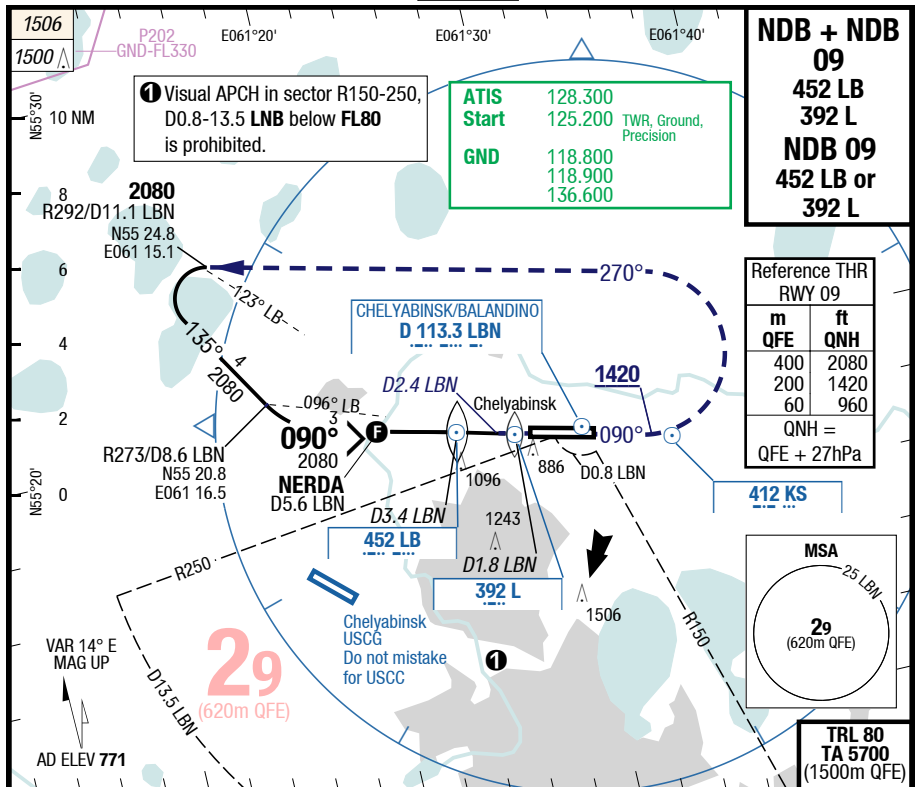 1506
1500
P202
GND-FL330
E061°20'
E061°30'
E061°40'
NDB + NDB
09
452 LB
392 L
NDB 09
452 LB or
392 L
N55°30'
10 NM
8
6
4
2
0
N55°20'
❶ Visual APCH in sector R150-250,
D0.8-13.5 LNB below FL80
is prohibited.
ATIS 128.300
Start 125.200 TWR, Ground,
Precision
GND 118.800
118.900
136.600
2080
R292/D11.1 LBN
N55 24.8
E061 15.1
123° LB
270°
CHELYABINSK/BALANDINO
D 113.3 LBN
Reference THR
RWY 09
m ft
QFE QNH
400 2080
200 1420
60 960
QNH =
QFE + 27hPa
135°
4
2080
D2.4 LBN
1420
Chelyabinsk
096° LB
3
090°
2080
F
090°
R273/D8.6 LBN
N55 20.8
E061 16.5
NERDA
D5.6 LBN
1096
886
D0.8 LBN
D3.4 LBN
452 LB
1243
D1.8 LBN
392 L
412 KS
R250
1506
R150
Chelyabinsk
USCG
Do not mistake
for USCC
❶
MSA
25 LBN
29
(620m QFE)
VAR 14° E
MAG UP
D13.5 LBN
29
(620m QFE)
AD ELEV 771
TRL 80
TA 5700
(1500m QFE)